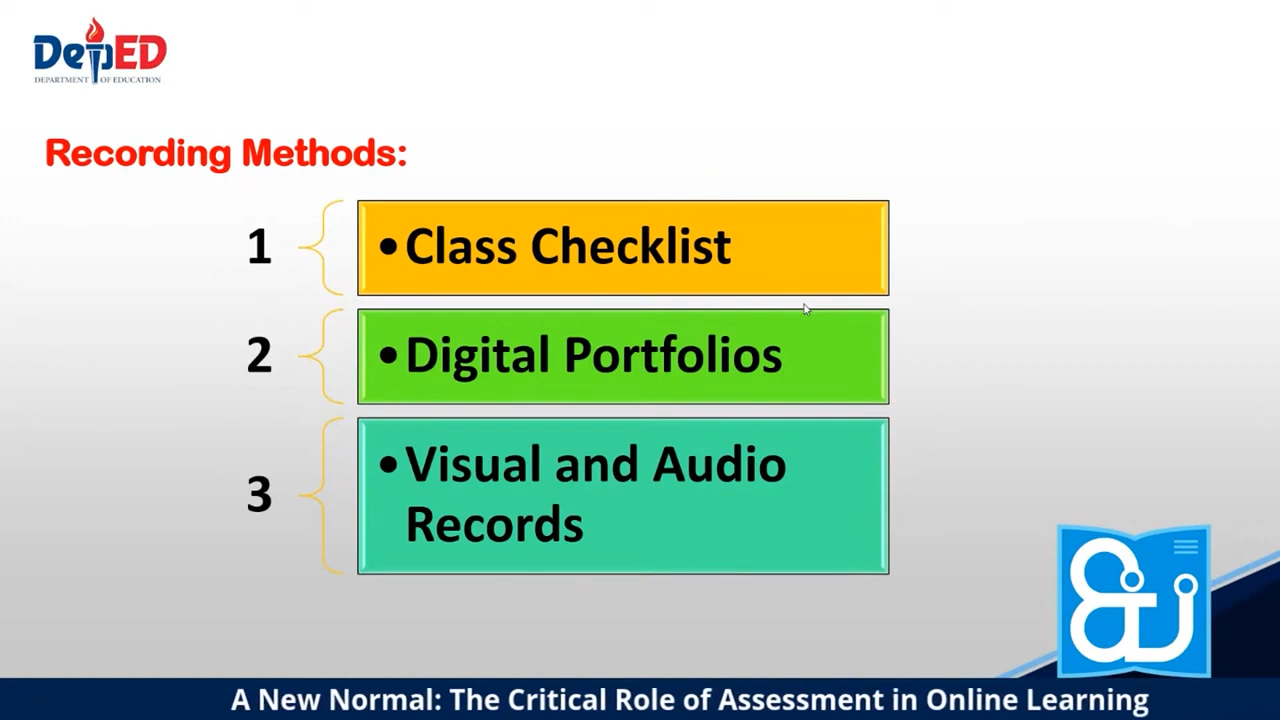 DepED
DEPARTMENT OF EDUCATION
Recording Methods:
1
•Class Checklist
2
•Digital Portfolios
3
•Visual and Audio
Records
A New Normal: The Critical Role of Assessment in Online Learning